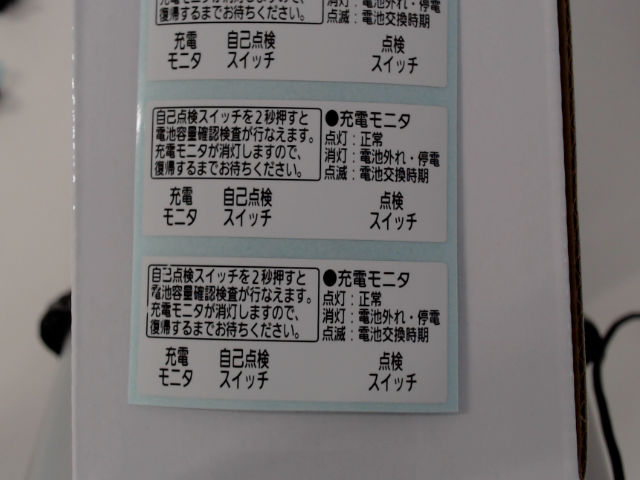 復帰するまでお待ちください。
消灯：電池外れ・停電
点滅：電池交換時期
充電 自己点検 点検
モニタ スイッチ スイッチ
自己点検スイッチを2秒押すと
電池容量確認検査が行なえます。
充電モニタが消灯しますので、
復帰するまでお待ちください。
●充電モニタ
点灯：正常
消灯：電池外れ・停電
点滅：電池交換時期
充電 自己点検 点検
モニタ スイッチ スイッチ
自己点検スイッチを2秒押すと
電池容量確認検査が行なえます。
充電モニタが消灯しますので、
復帰するまでお待ちください。
●充電モニタ
点灯：正常
消灯：電池外れ・停電
点滅：電池交換時期
充電 自己点検 点検
モニタ スイッチ スイッチ